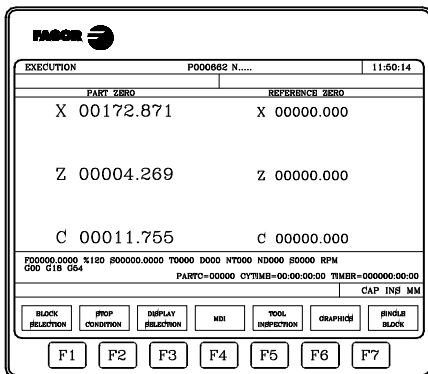 FAGOR
EXECUTION P000662 N..... 11:50:14
PART ZERO REFERENCE ZERO
X 00172.871 X 00000.000
Z 00004.269 Z 00000.000
C 00011.755 C 00000.000
F00000.0000 %120 S00000.0000 T0000 D000 NT000 ND000 S0000 RPM
G00 G18 G54
PARTC=00000 CYTIME=00:00:00:00 TIMER=000000:00:00
CAP INS MM
BLOCK SELECTION STOP CONDITION DISPLAY SELECTION MDI TOOL INSPECTION GRAPHICS SINGLE BLOCK
F1 F2 F3 F4 F5 F6 F7